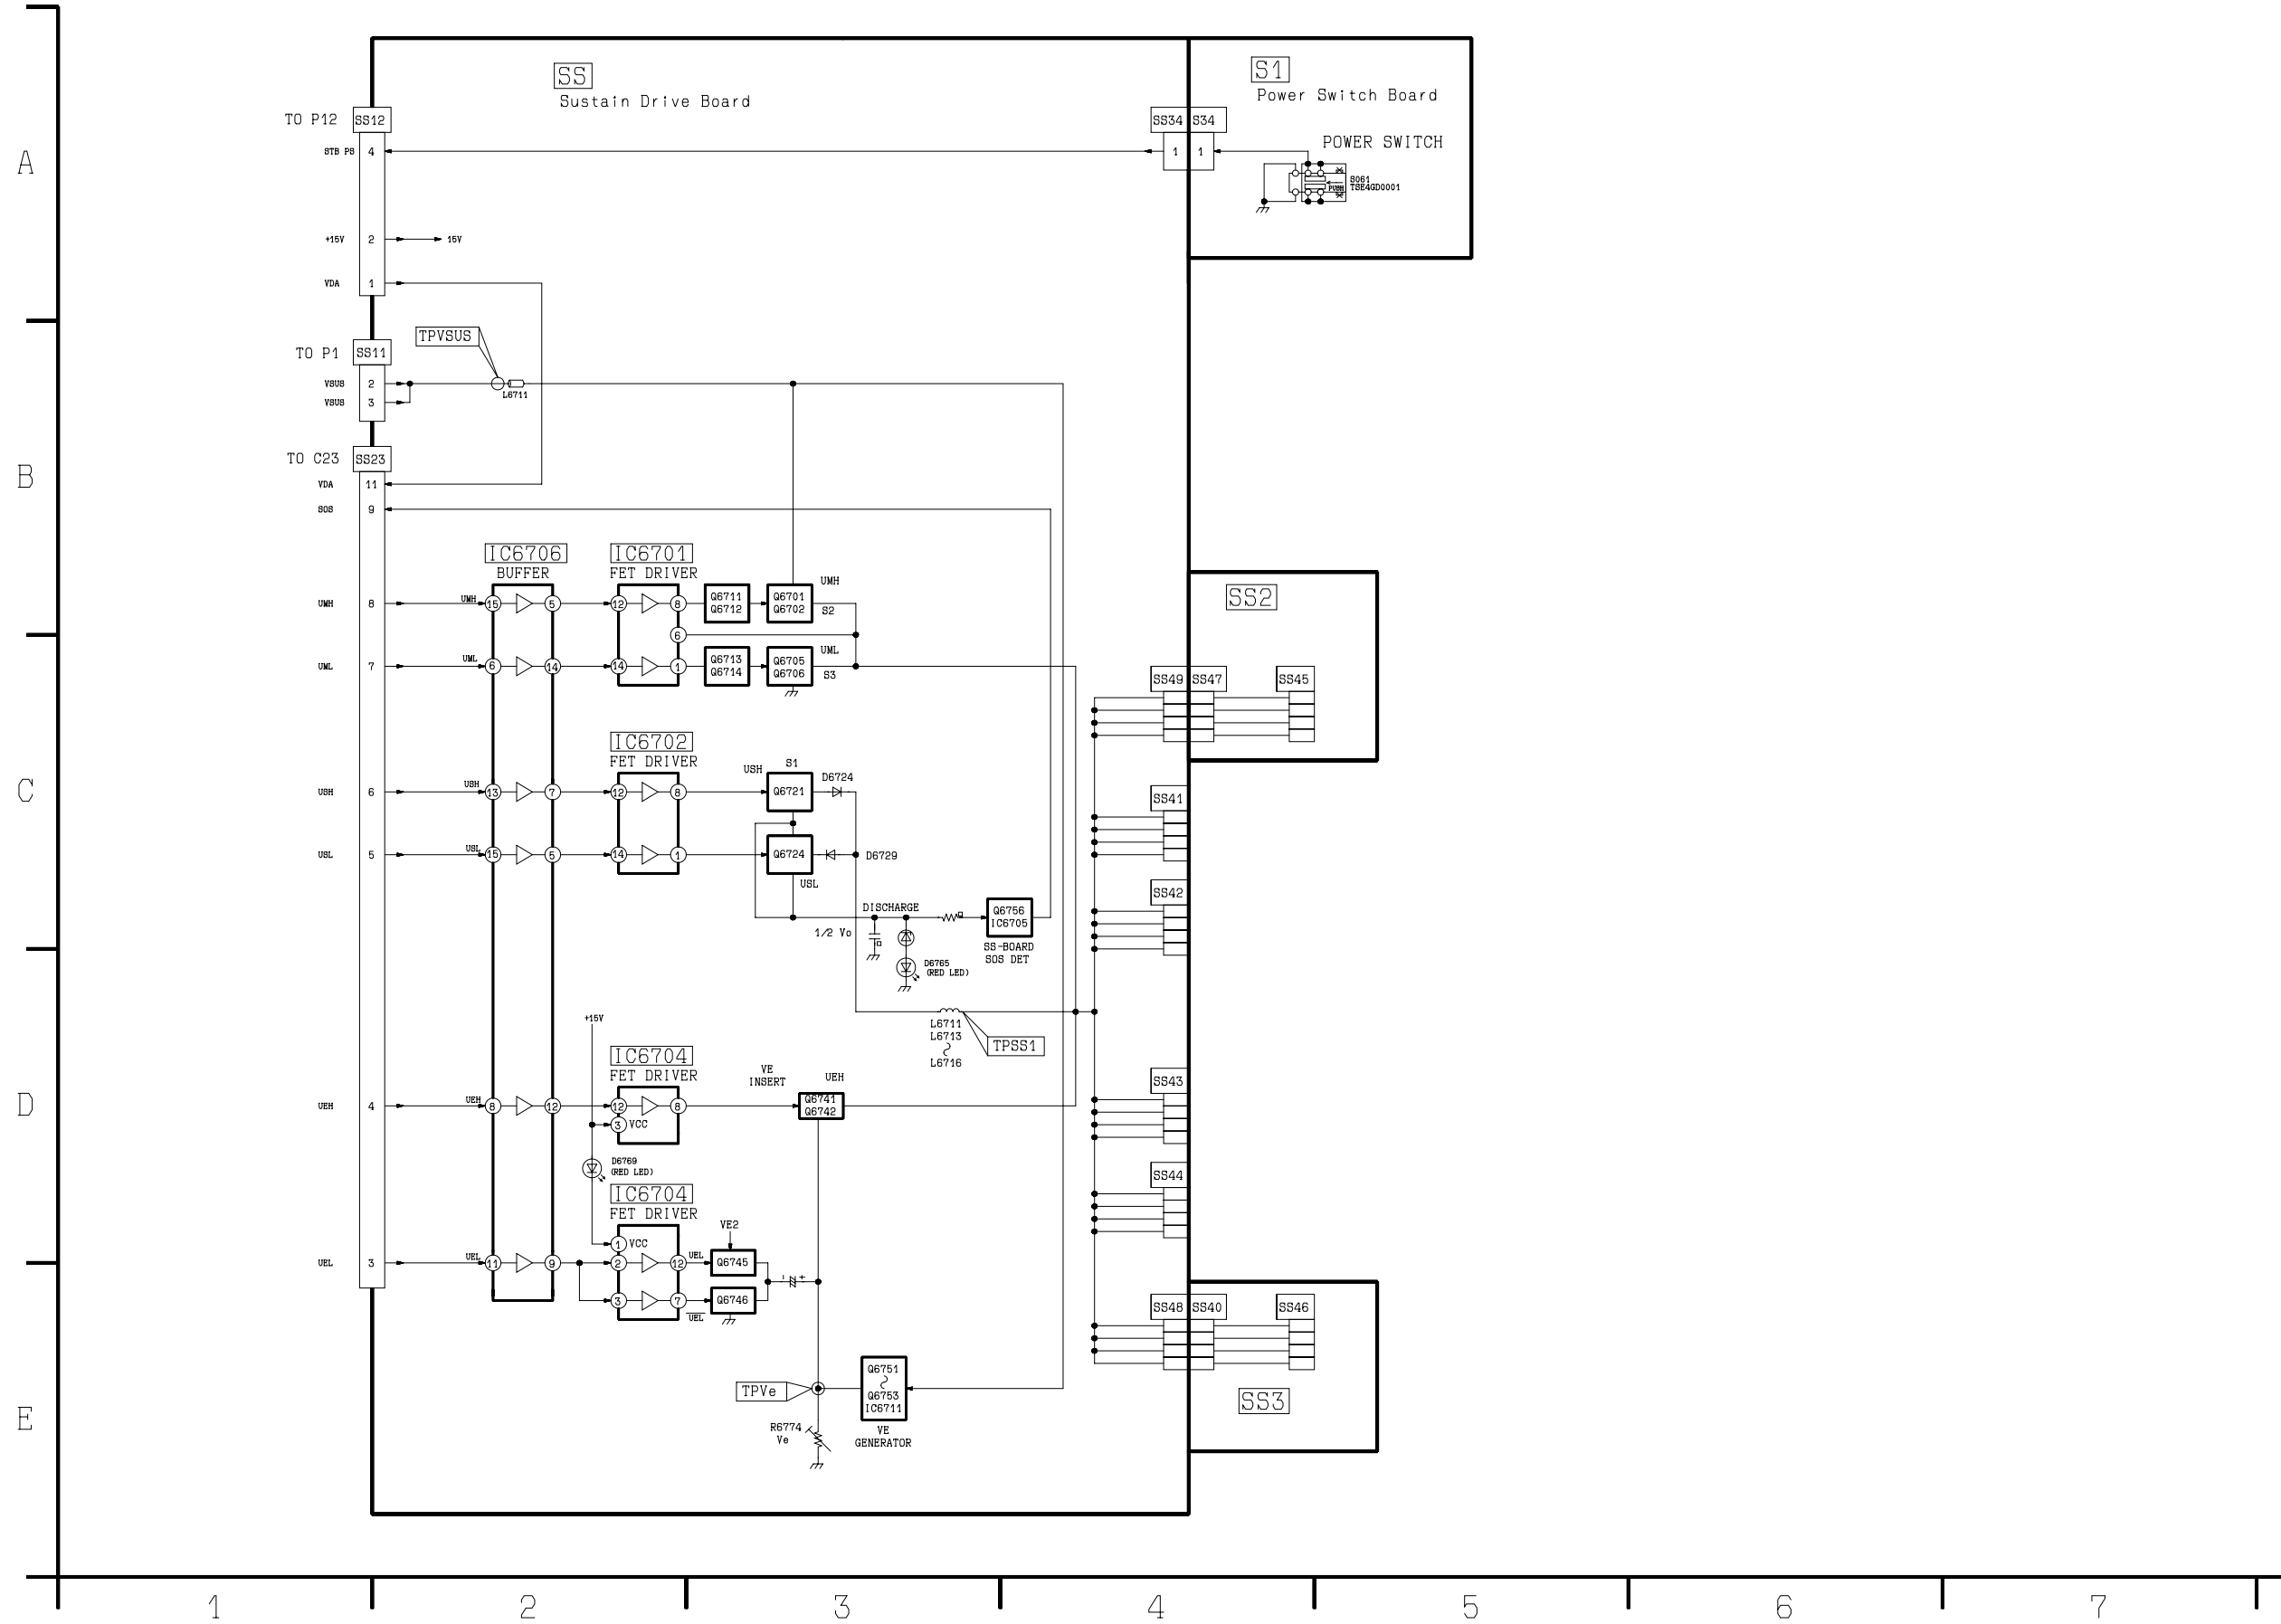 SS
Sustain Drive Board
S1
Power Switch Board
TO P12
SS12
SS34
S34
POWER SWITCH
STB PS
4
1
1
S061
TSE4GD0001
PUSH
A
+15V
2
15V
VDA
1
TPVSUS
TO P1
SS11
VSUS
2
VSUS
3
L6711
TO C23
SS23
B
VDA
11
SOS
9
IC6706
BUFFER
IC6701
FET DRIVER
UMH
8
UMH
15
5
12
8
Q6711
Q6712
Q6701
Q6702
UMH
S2
6
SS2
UML
7
UML
6
14
14
1
Q6713
Q6714
Q6705
Q6706
UML
S3
SS49
SS47
SS45
IC6702
FET DRIVER
USH
S1
D6724
C
USH
6
USH
13
7
12
8
Q6721
SS41
USL
5
USL
15
5
14
1
Q6724
D6729
USL
SS42
DISCHARGE
Q6756
IC6705
1/2 Vo
SS-BOARD
SOS DET
D6765
(RED LED)
+15V
L6711
L6713
L6716
TPSS1
IC6704
FET DRIVER
VE
INSERT
UEH
SS43
D
UEH
4
UEH
8
12
12
8
Q6741
Q6742
3
VCC
D6769
(RED LED)
SS44
IC6704
FET DRIVER
VE2
1
VCC
UEL
3
UEL
11
9
2
12
UEL
Q6745
- +
3
7
UEL
Q6746
SS48
SS40
SS46
TPVe
Q6751
Q6753
IC6711
SS3
E
R6774
Ve
VE
GENERATOR
1
2
3
4
5
6
7